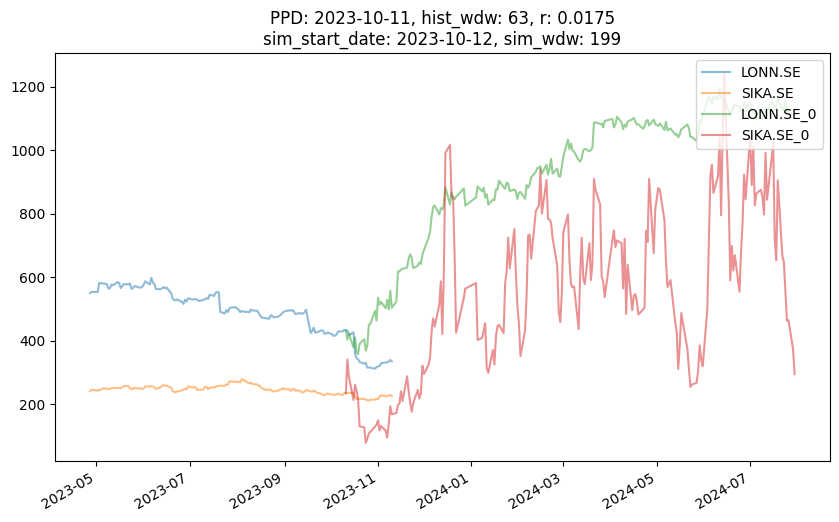 PPD: 2023-10-11, hist_wdw: 63, r: 0.0175
sim_start_date: 2023-10-12, sim_wdw: 199
LONN.SE
SIKA.SE
LONN.SE_0
SIKA.SE_0
1200
1000
800
600
400
200
2023-05
2023-07
2023-09
2023-11
2024-01
2024-03
2024-05
2024-07